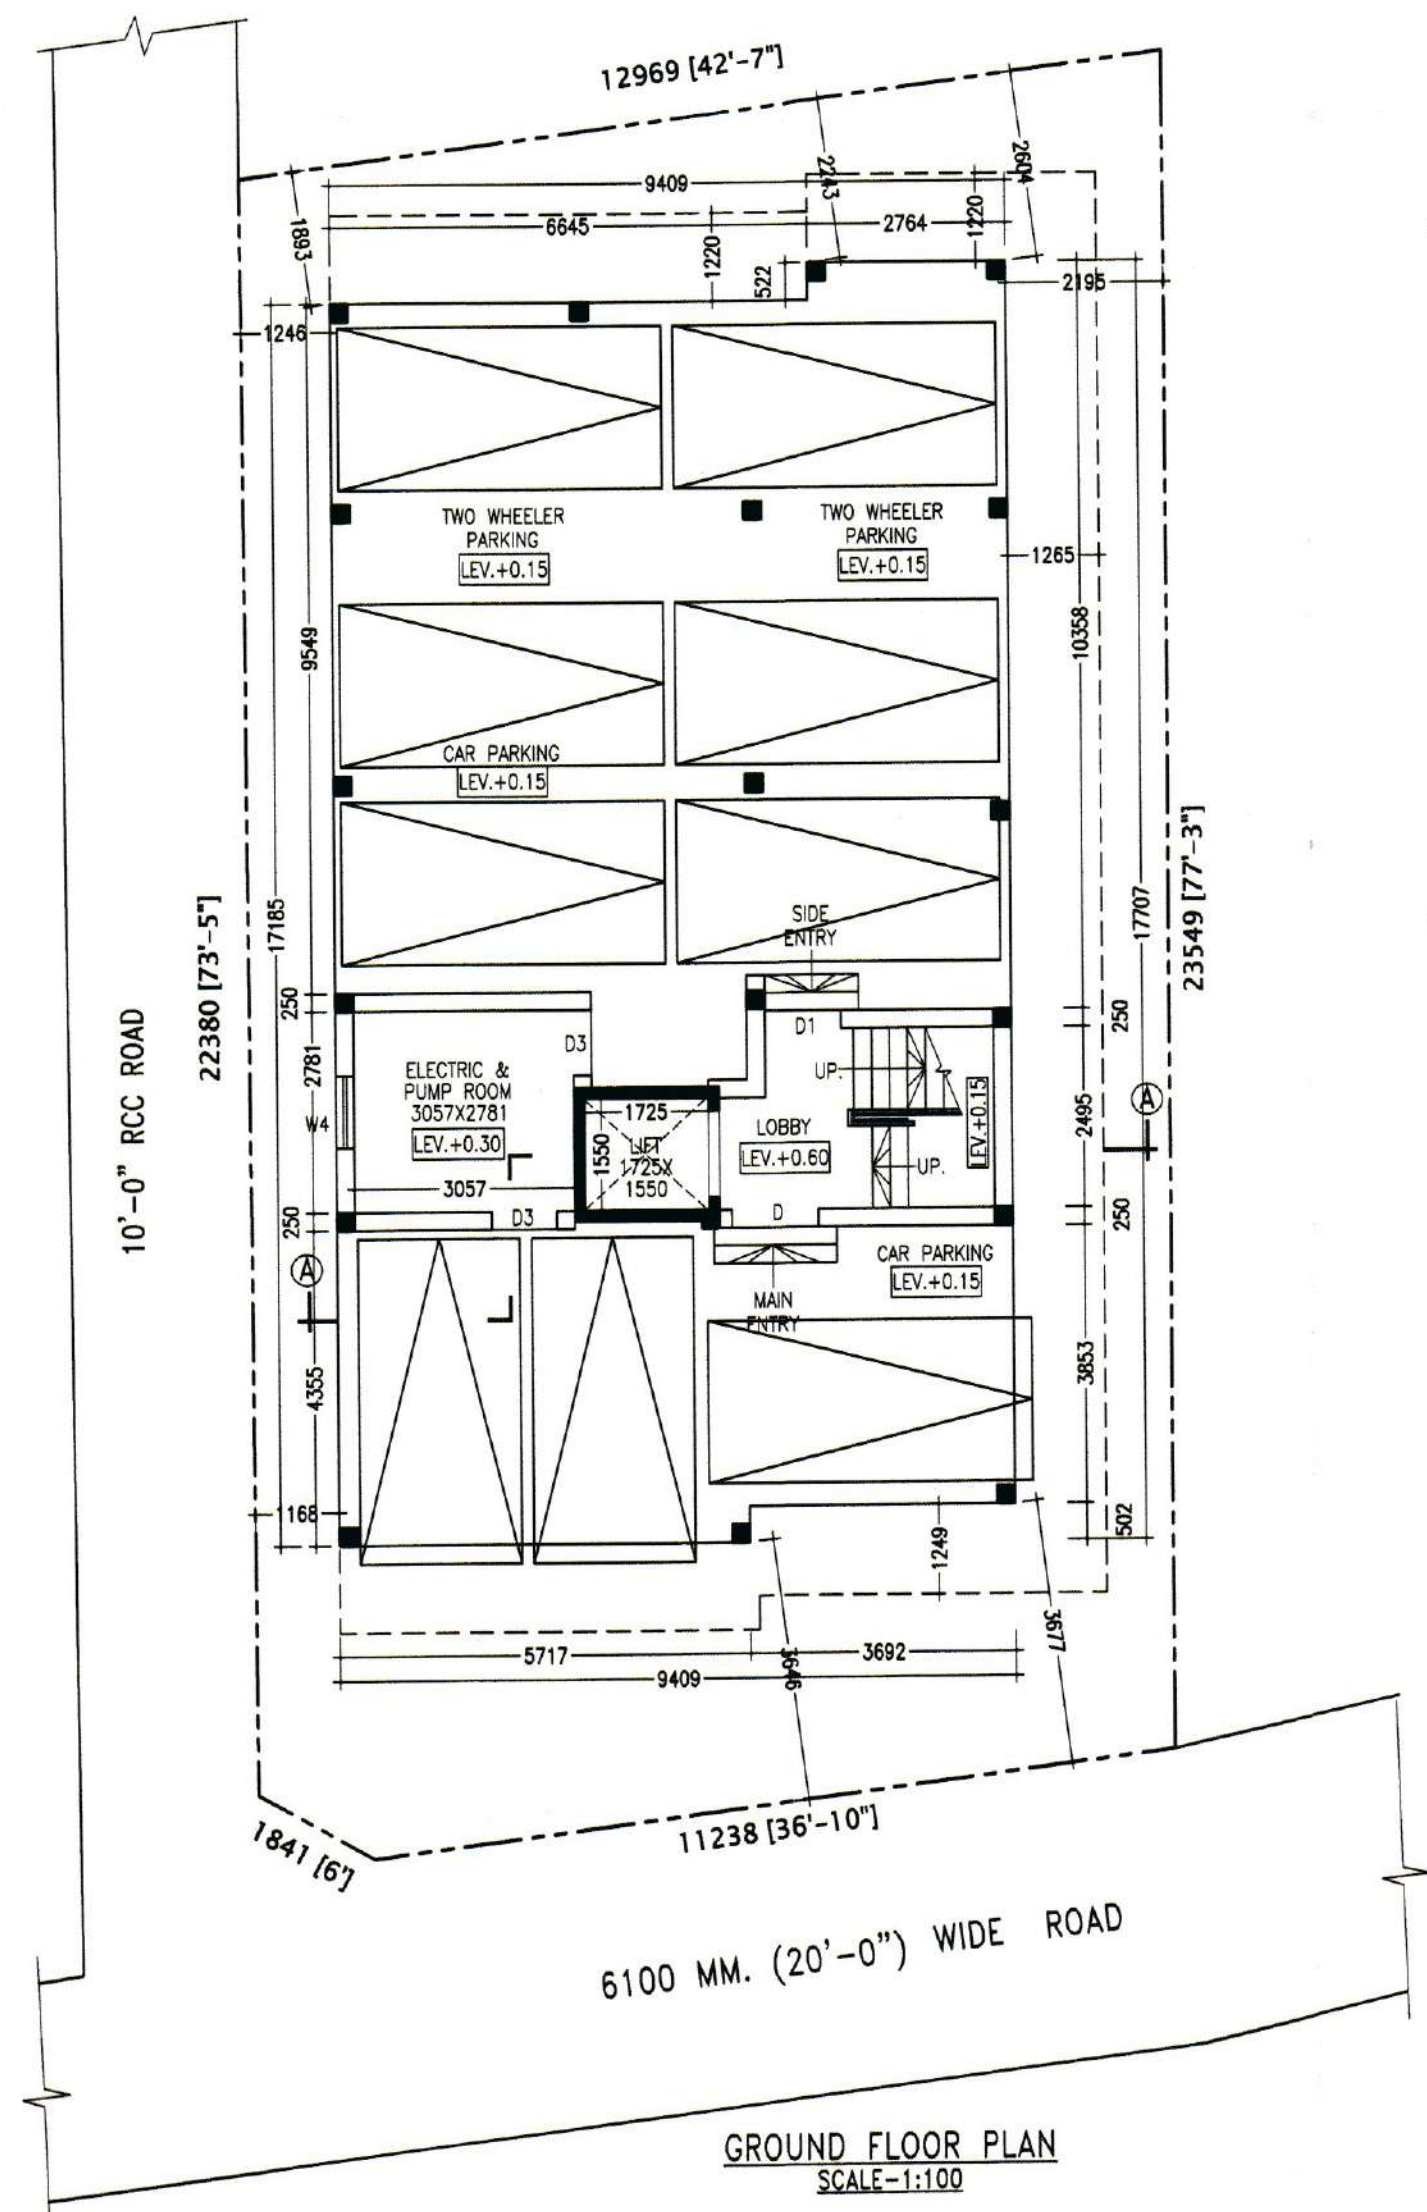 12969 [42'-7"]
2604
2243
9409
1893
6645
1220
2764
1220
522
2195
1246
TWO WHEELER
PARKING
LEV.+0.15
TWO WHEELER
PARKING
LEV.+0.15
1265
9549
10358
CAR PARKING
LEV.+0.15
17185
17707
23549 [77'-3"]
22380 [73'-5"]
SIDE
ENTRY
250
250
10'-0" RCC ROAD
D1
D3
2781
ELECTRIC &
PUMP ROOM
3057X2781
LEV.+0.30
W4
UP.
LEV.+0.15
2495
A
1725
1550
LIFT
1725X
1550
LOBBY
LEV.+0.60
UP.
3057
250
D3
D
250
A
CAR PARKING
LEV.+0.15
MAIN
ENTRY
4355
3853
1168
502
1249
5717
3646
3692
3677
9409
1841 [6']
11238 [36'-10"]
6100 MM. (20'-0") WIDE ROAD
GROUND FLOOR PLAN
SCALE-1:100